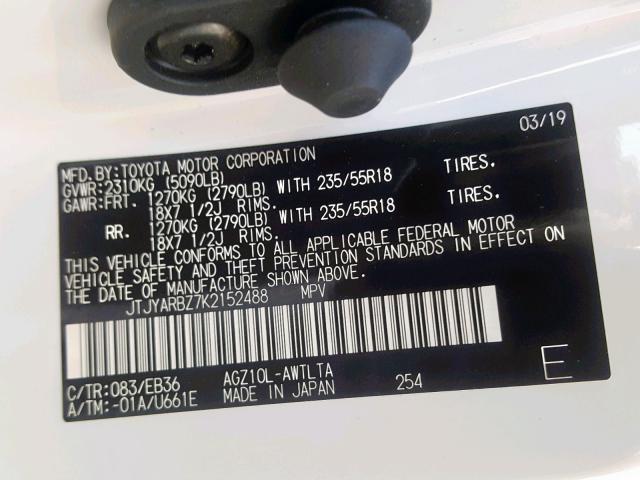 03/19
MFD.BY:TOYOTA MOTOR CORPORATION
GVWR:2310KG (5090LB)
GAWR:FRT. 1270KG (2790LB) WITH 235/55R18 TIRES.
18X7 1/2J RIMS.
RR. 1270KG (2790LB) WITH 235/55R18 TIRES.
18X7 1/2J RIMS.
THIS VEHICLE CONFORMS TO ALL APPLICABLE FEDERAL MOTOR
VEHICLE SAFETY AND THEFT PREVENTION STANDARDS IN EFFECT ON
THE DATE OF MANUFACTURE SHOWN ABOVE.
JTJYARBZ7K2152488 MPV
C/TR:083/EB36 AGZ10L-AWTLTA E
A/TM:-01A/U661E MADE IN JAPAN 254